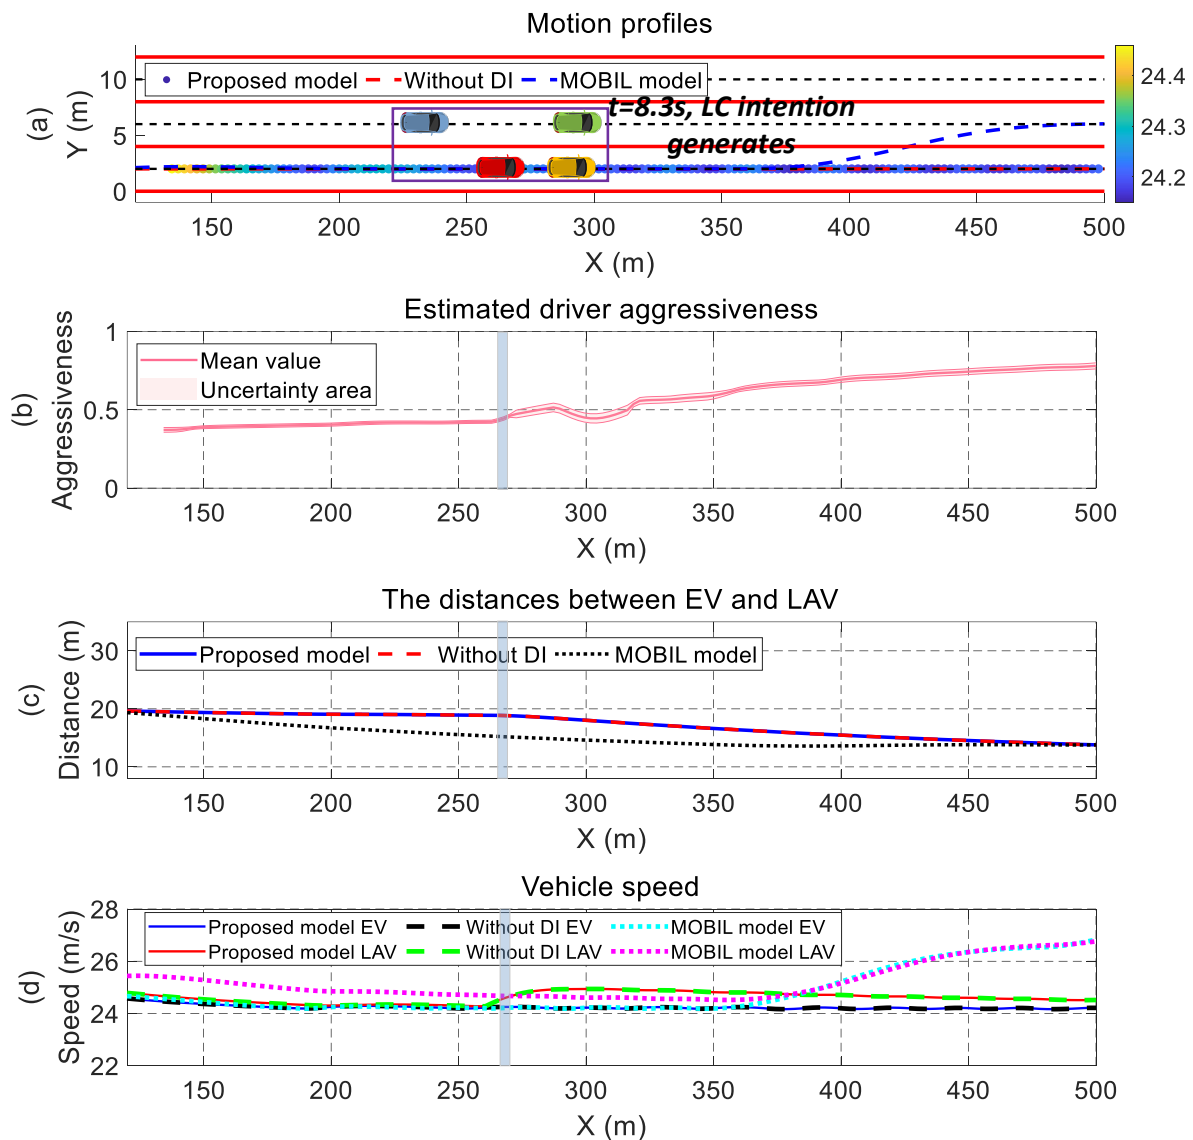 Motion profiles
(a)
Y (m)
10
5
0
Proposed model
Without DI
MOBIL model
t=8.3s, LC intention
generates
24.4
24.3
24.2
150
200
250
300
350
400
450
500
X (m)
Estimated driver aggressiveness
(b)
Aggressiveness
1
0.5
0
Mean value
Uncertainty area
150
200
250
300
350
400
450
500
X (m)
The distances between EV and LAV
(c)
Distance (m)
30
20
10
Proposed model
Without DI
MOBIL model
150
200
250
300
350
400
450
500
X (m)
Vehicle speed
(d)
Speed (m/s)
28
26
24
22
Proposed model EV
Without DI EV
MOBIL model EV
Proposed model LAV
Without DI LAV
MOBIL model LAV
150
200
250
300
350
400
450
500
X (m)